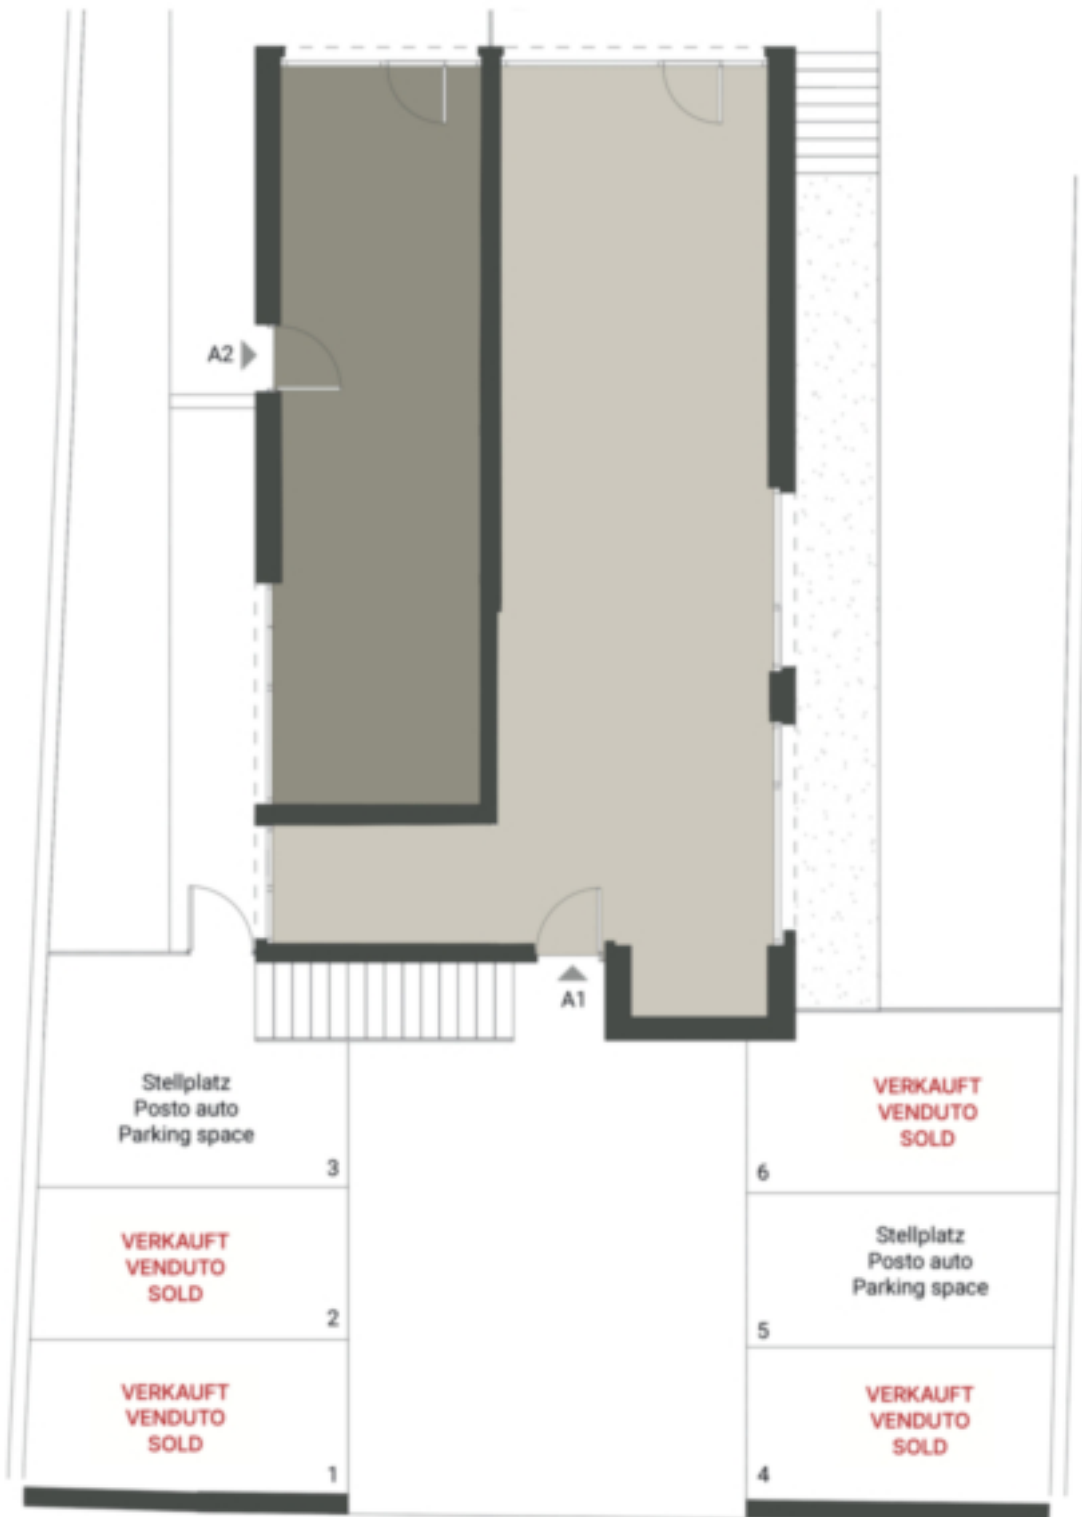 A2
A1
Stellplatz
Posto auto
Parking space
3
VERKAUFT
VENDUTO
SOLD
6
VERKAUFT
VENDUTO
SOLD
2
Stellplatz
Posto auto
Parking space
5
VERKAUFT
VENDUTO
SOLD
1
VERKAUFT
VENDUTO
SOLD
4